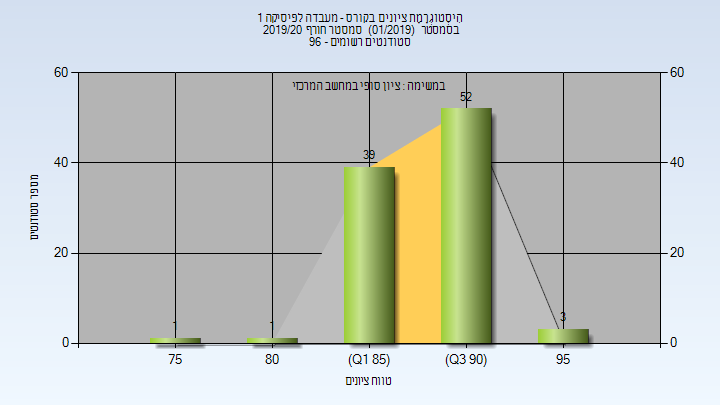 היסטוגרמת ציונים בקורס - מעבדה לפיסיקה 1
בסמסטר (01/2019) סמסטר חורף 2019/20
סטודנטים רשומים - 96
במשימה : ציון סופי במחשב המרכזי
60 60
40 40
20 20
0 0
מספר סטודנטים
1 1 39 52 3
75 80 (Q1 85) (Q3 90) 95
טווח ציונים